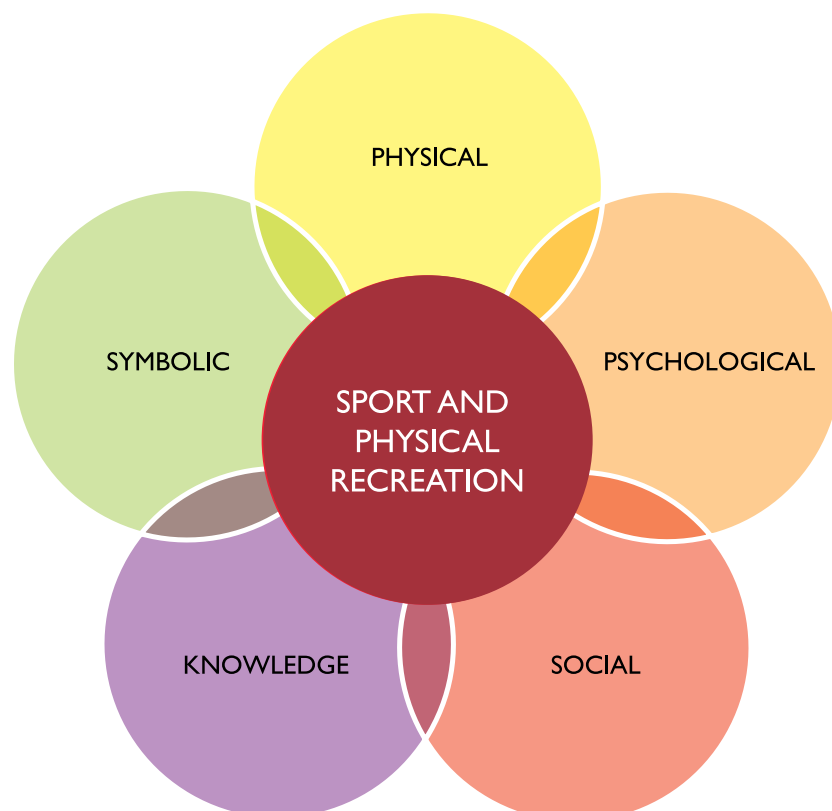 PHYSICAL
SYMBOLIC
PSYCHOLOGICAL
SPORT AND
PHYSICAL
RECREATION
KNOWLEDGE
SOCIAL